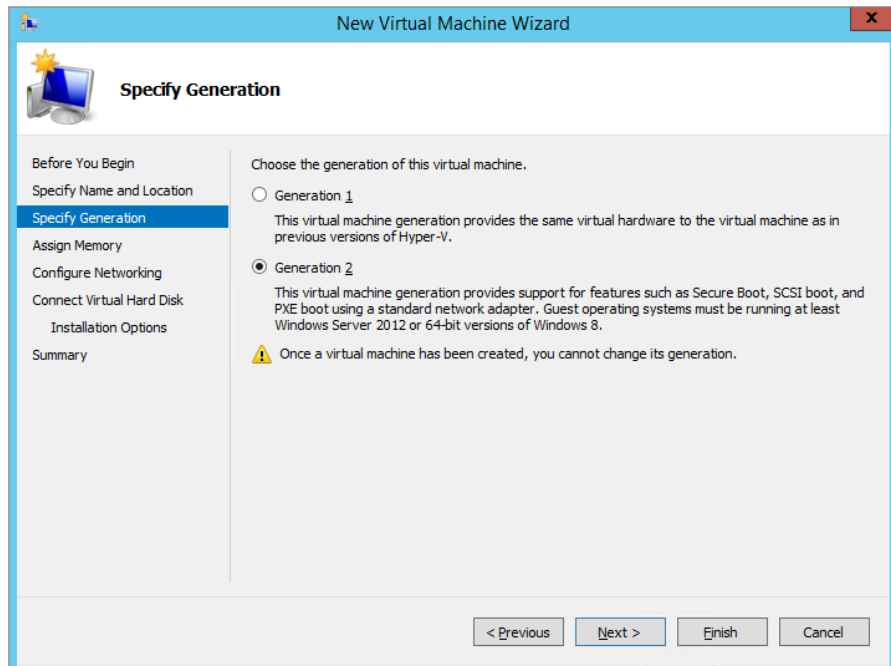 New Virtual Machine Wizard
X
Specify Generation
Before You Begin
Specify Name and Location
Specify Generation
Assign Memory
Configure Networking
Connect Virtual Hard Disk
Installation Options
Summary
Choose the generation of this virtual machine.
Generation 1
This virtual machine generation provides the same virtual hardware to the virtual machine as in
previous versions of Hyper-V.
Generation 2
This virtual machine generation provides support for features such as Secure Boot, SCSI boot, and
PXE boot using a standard network adapter. Guest operating systems must be running at least
Windows Server 2012 or 64-bit versions of Windows 8.
Once a virtual machine has been created, you cannot change its generation.
< Previous
Next >
Finish
Cancel